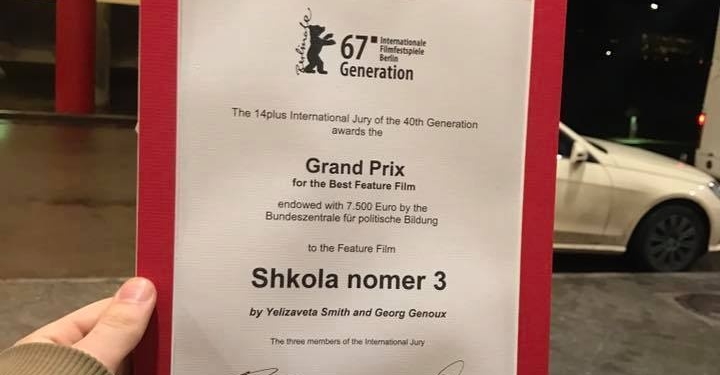 Berlinale
67 Internationale
Filmfestspiele
Berlin
Generation
The 14plus International Jury of the 40th Generation
awards the
Grand Prix
for the Best Feature Film
endowed with 7.500 Euro by the
Bundeszentrale für politische Bildung
to the Feature Film
Shkola nomer 3
by Yelizaveta Smith and Georg Genoux
The three members of the International Jury